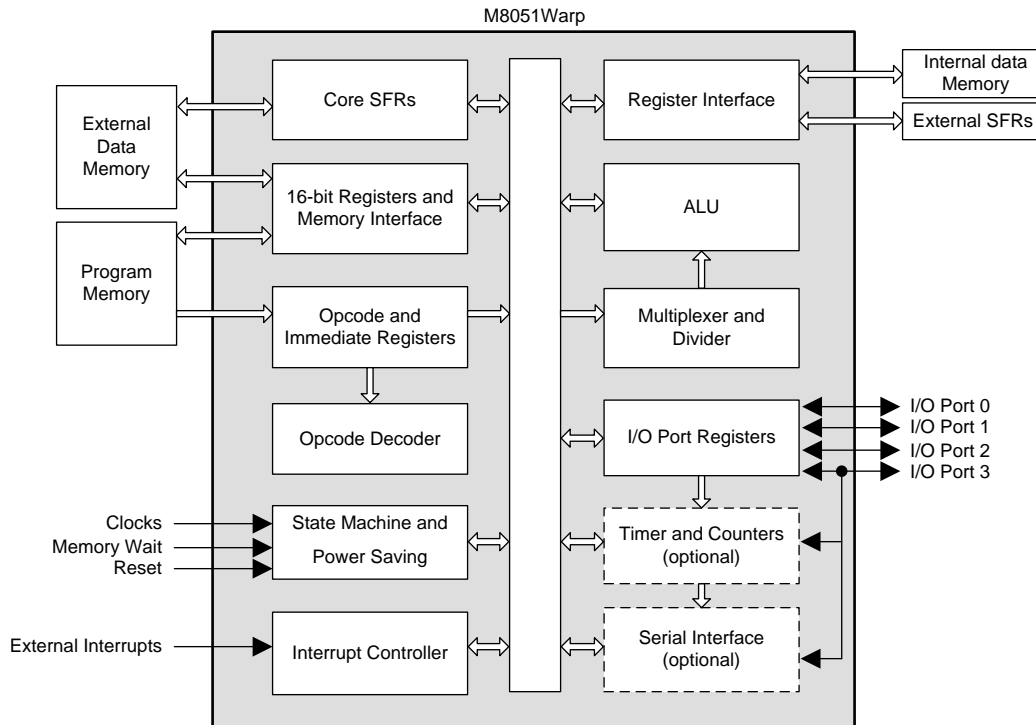 M8051Warp
External
Data
Memory
Program
Memory
Core SFRs
16-bit Registers and
Memory Interface
Opcode and
Immediate Registers
Opcode Decoder
State Machine and
Power Saving
Interrupt Controller
Clocks
Memory Wait
Reset
External Interrupts
Register Interface
ALU
Multiplexer and
Divider
I/O Port Registers
Timer and Counters
(optional)
Serial Interface
(optional)
Internal data
Memory
External SFRs
I/O Port 0
I/O Port 1
I/O Port 2
I/O Port 3